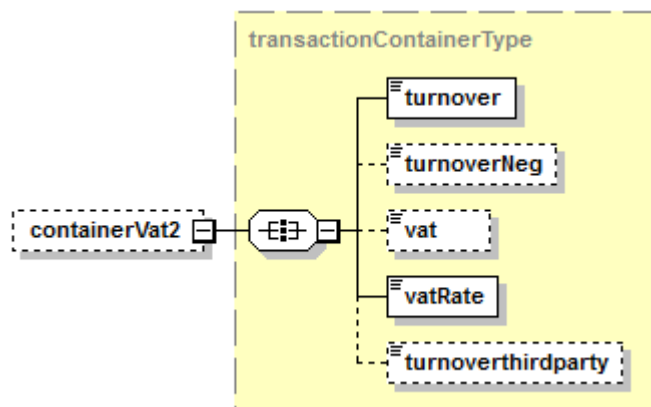 transactionContainerType
turnover
turnoverNeg
containerVat2
vat
vatRate
turnoverthirdparty